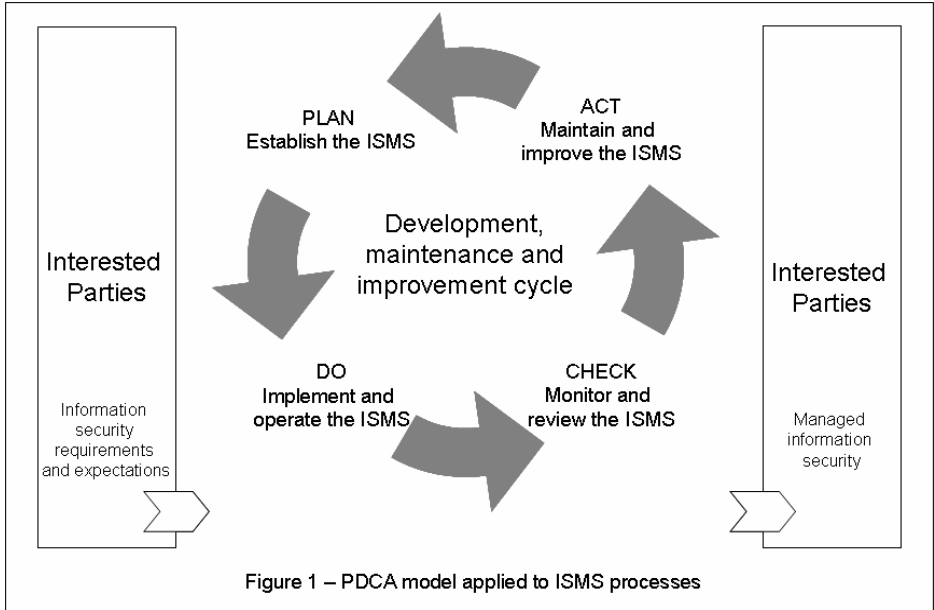 PLAN
Establish the ISMS
ACT
Maintain and
improve the ISMS
Interested
Parties
Development,
maintenance and
improvement cycle
Interested
Parties
DO
Implement and
operate the ISMS
CHECK
Monitor and
review the ISMS
Information
security
requirements
and expectations
Managed
information
security
Figure 1 – PDCA model applied to ISMS processes